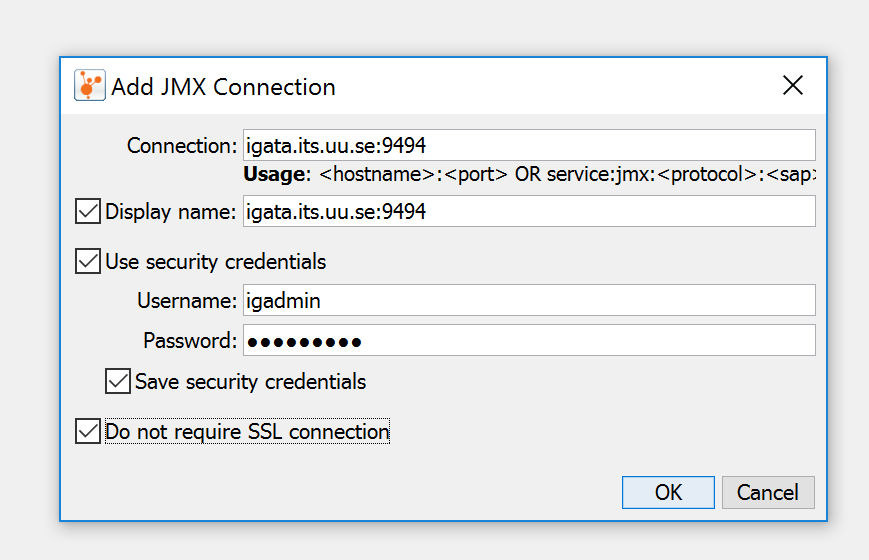 Add JMX Connection
Connection: igata.its.uu.se:9494
Usage: <hostname>:<port> OR service:jmx:<protocol>:<sap>
Display name: igata.its.uu.se:9494
Use security credentials
Username: igadmin
Password: ●●●●●●●●●
Save security credentials
Do not require SSL connection
OK Cancel